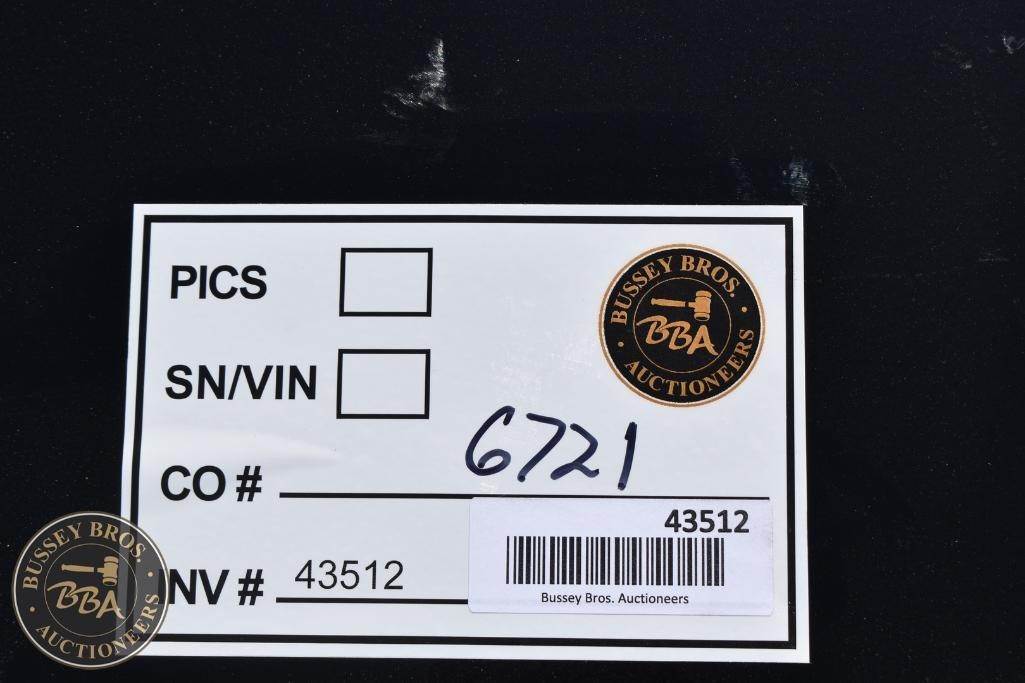 PICS
BUSSEY BROS.
BBA
AUCTIONEERS
SN/VIN
CO # 6721
43512
INV # 43512
Bussey Bros. Auctioneers
BUSSEY BROS.
BBA
AUCTIONEERS